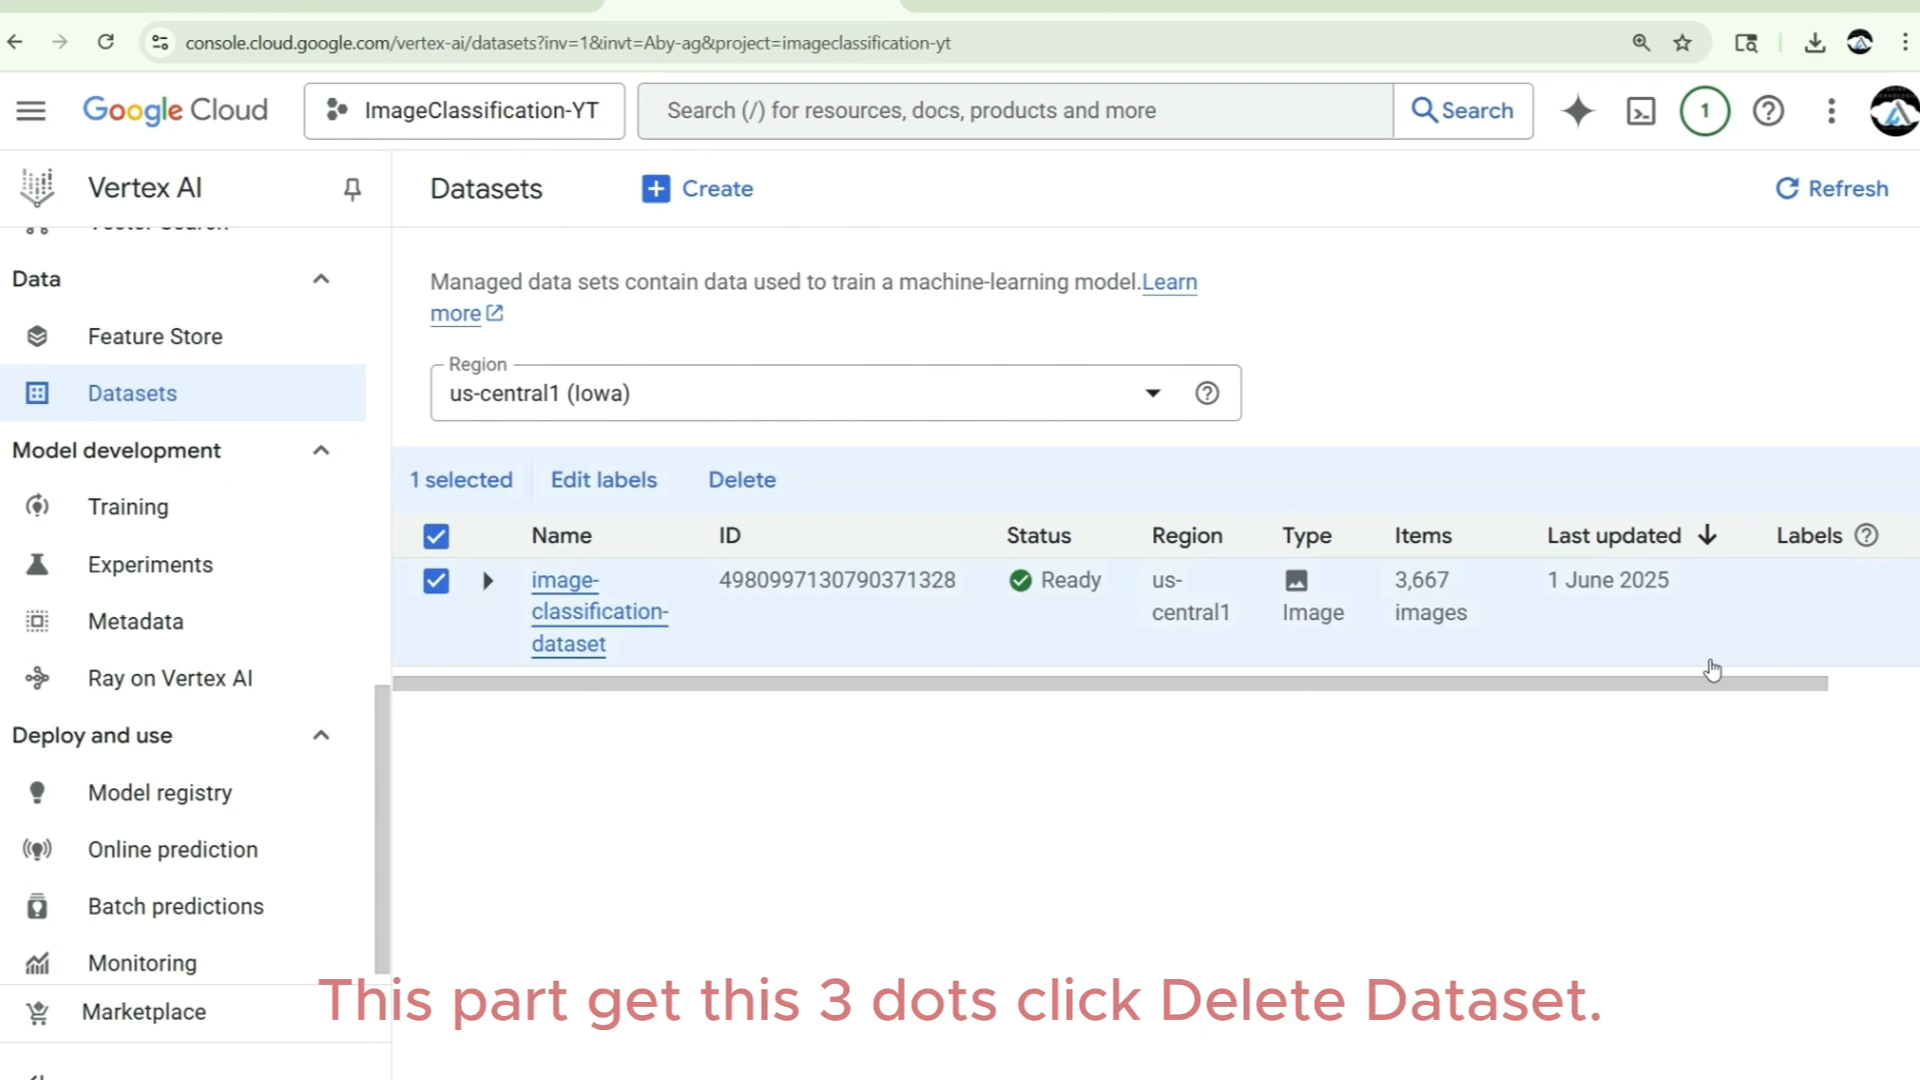 console.cloud.google.com/vertex-ai/datasets?inv=1&invt=Aby-ag&project=imageclassification-yt
Google Cloud
ImageClassification-YT
Search (/) for resources, docs, products and more
Search
1
Vertex AI
Datasets
Create
Refresh
Vector Search
Data
Feature Store
Datasets
Model development
Training
Experiments
Metadata
Ray on Vertex AI
Deploy and use
Model registry
Online prediction
Batch predictions
Monitoring
Marketplace
Managed data sets contain data used to train a machine-learning model.Learn
more
Region
us-central1 (Iowa)
1 selected
Edit labels
Delete
Name ID Status Region Type Items Last updated Labels
image- 4980997130790371328 Ready us- 3,667 1 June 2025
classification- central1 Image images
dataset
This part get this 3 dots click Delete Dataset.